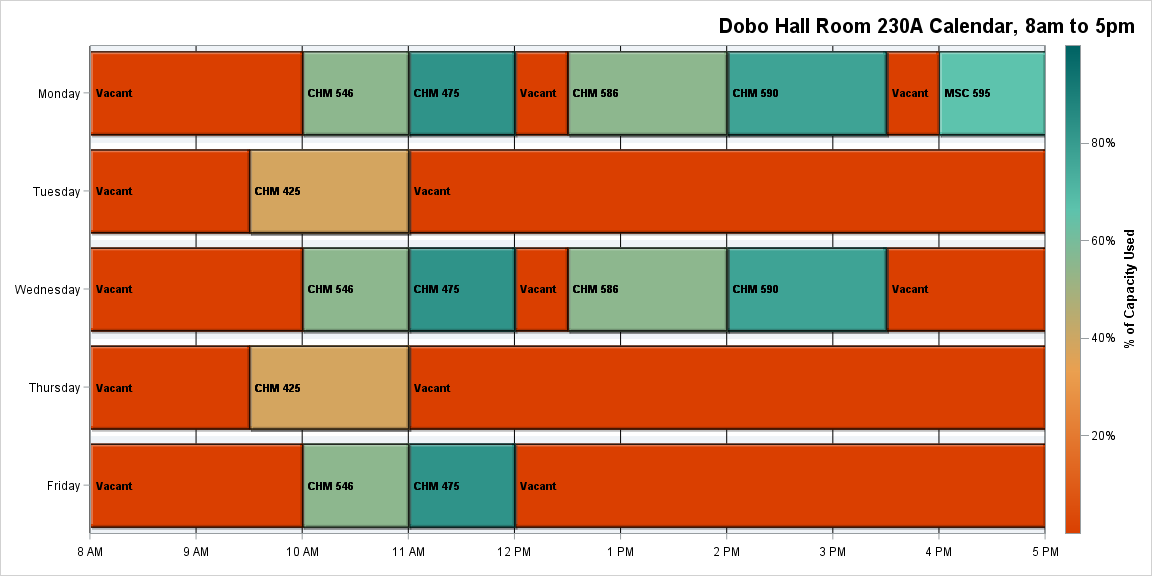 Dobo Hall Room 230A Calendar, 8am to 5pm
Monday
Vacant
CHM 546
CHM 475
Vacant
CHM 586
CHM 590
Vacant
MSC 595
Tuesday
Vacant
CHM 425
Vacant
Wednesday
Vacant
CHM 546
CHM 475
Vacant
CHM 586
CHM 590
Vacant
Thursday
Vacant
CHM 425
Vacant
Friday
Vacant
CHM 546
CHM 475
Vacant
8 AM
9 AM
10 AM
11 AM
12 PM
1 PM
2 PM
3 PM
4 PM
5 PM
80%
60%
40%
20%
% of Capacity Used